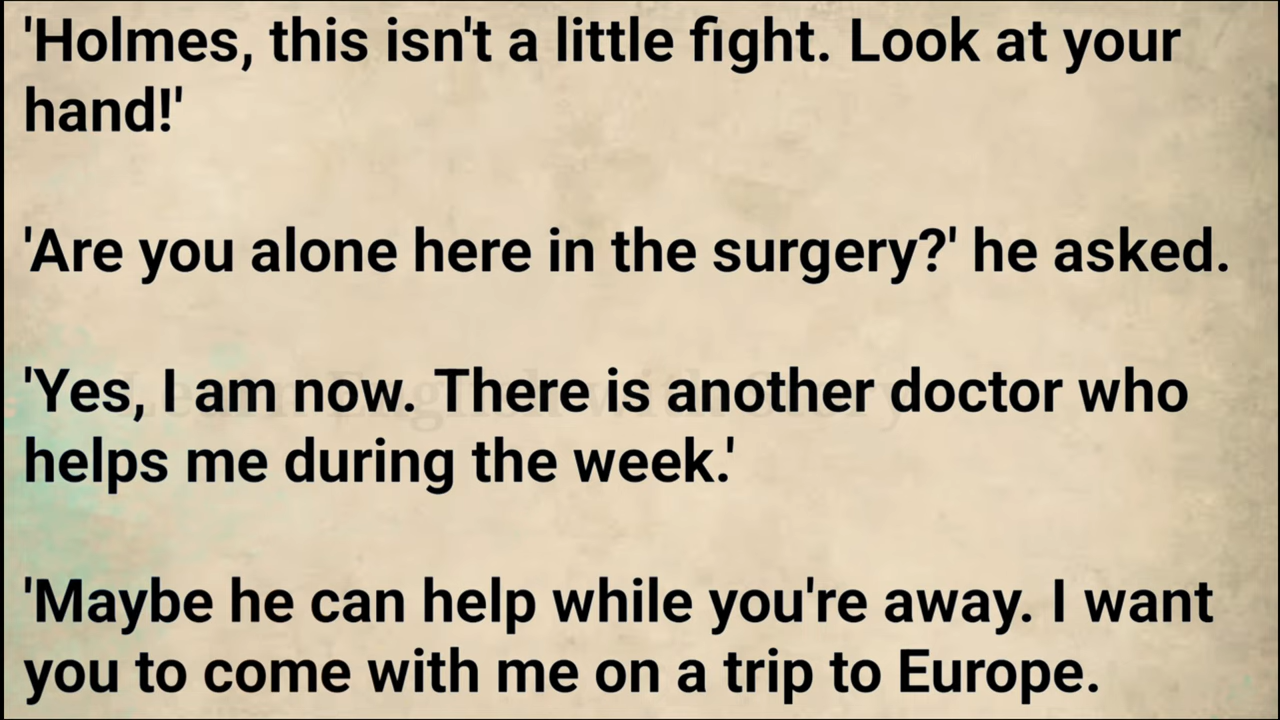 'Holmes, this isn't a little fight. Look at your
hand!'
'Are you alone here in the surgery?' he asked.
'Yes, I am now. There is another doctor who
helps me during the week.'
'Maybe he can help while you're away. I want
you to come with me on a trip to Europe.